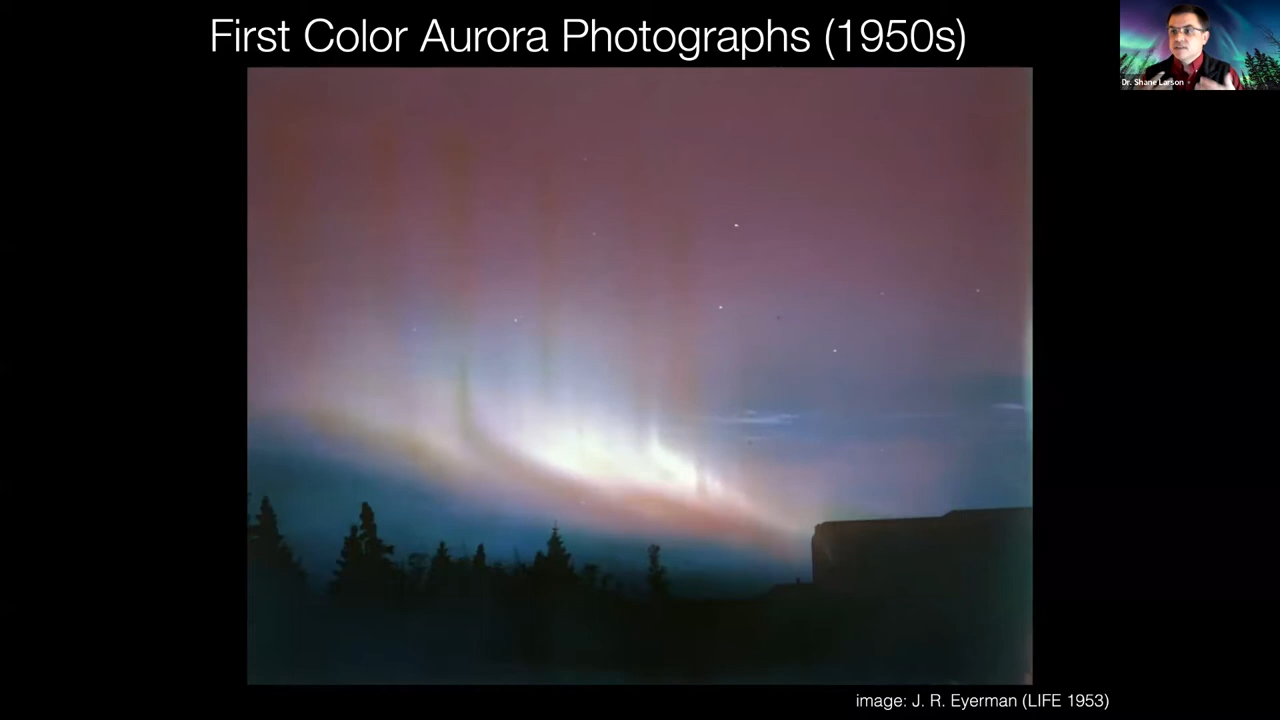 First Color Aurora Photographs (1950s)
Dr. Shane Larson
image: J. R. Eyerman (LIFE 1953)